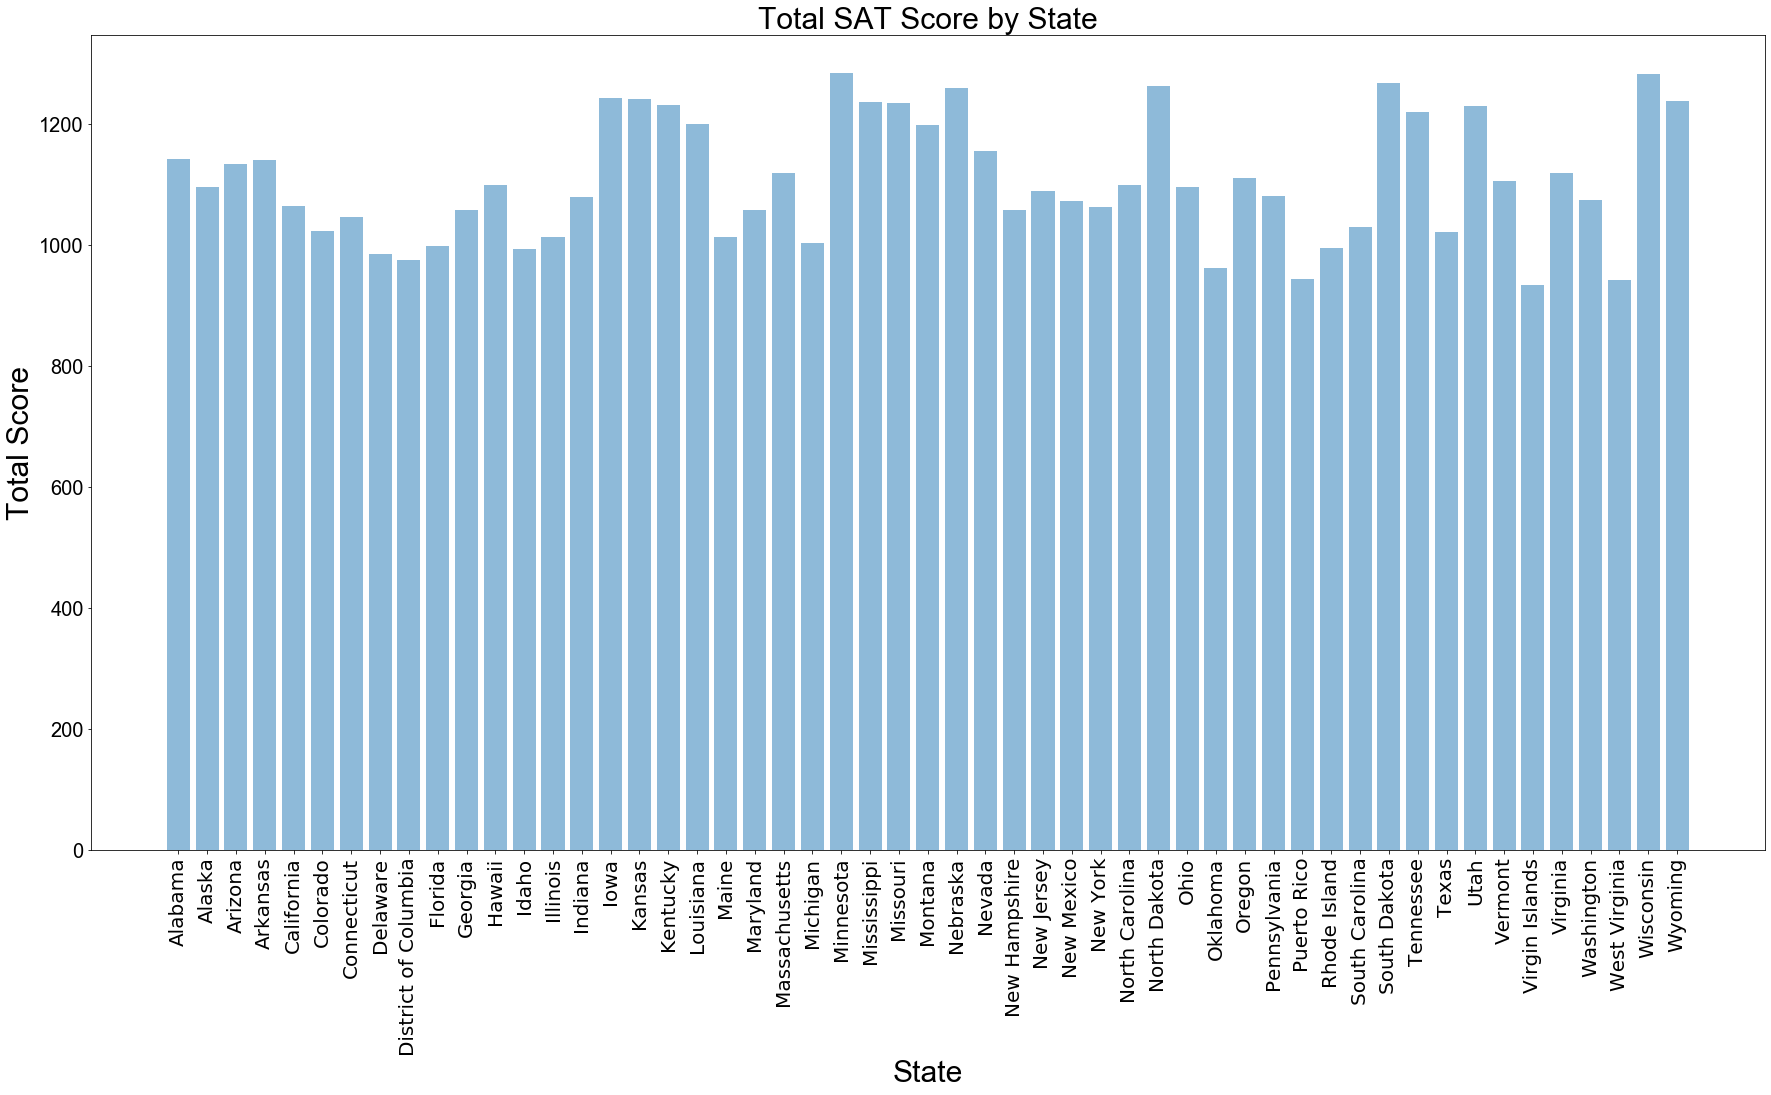 Total SAT Score by State
Total Score
1200
1000
800
600
400
200
0
Alabama
Alaska
Arizona
Arkansas
California
Colorado
Connecticut
Delaware
District of Columbia
Florida
Georgia
Hawaii
Idaho
Illinois
Indiana
Iowa
Kansas
Kentucky
Louisiana
Maine
Maryland
Massachusetts
Michigan
Minnesota
Mississippi
Missouri
Montana
Nebraska
Nevada
New Hampshire
New Jersey
New Mexico
New York
North Carolina
North Dakota
Ohio
Oklahoma
Oregon
Pennsylvania
Puerto Rico
Rhode Island
South Carolina
South Dakota
Tennessee
Texas
Utah
Vermont
Virgin Islands
Virginia
Washington
West Virginia
Wisconsin
Wyoming
State